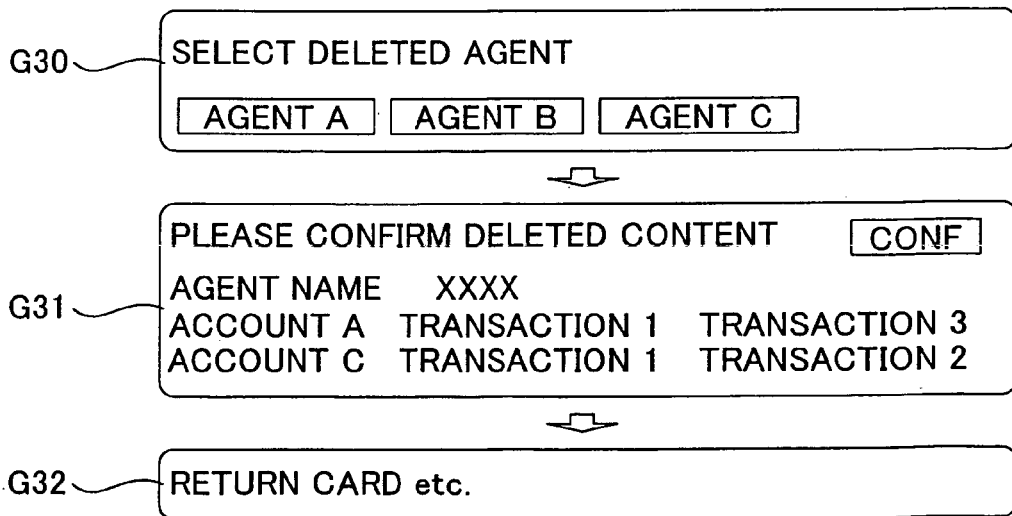 G30
SELECT DELETED AGENT
AGENT A AGENT B AGENT C
PLEASE CONFIRM DELETED CONTENT CONF
AGENT NAME XXXX
G31
ACCOUNT A TRANSACTION 1 TRANSACTION 3
ACCOUNT C TRANSACTION 1 TRANSACTION 2
G32 RETURN CARD etc.